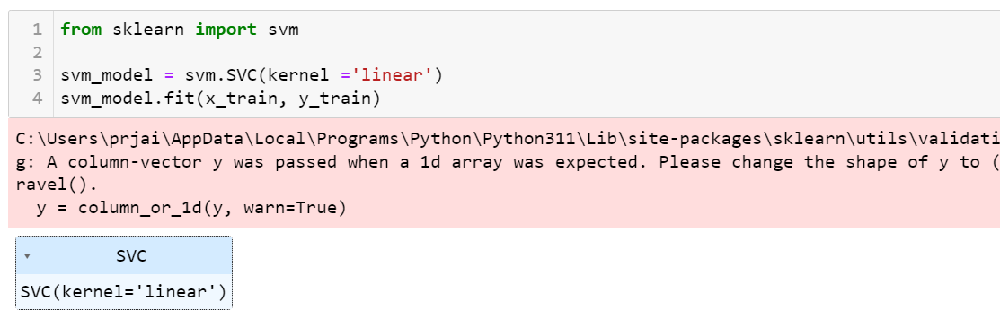 1 from sklearn import svm
2
3 svm_model = svm.SVC(kernel ='linear')
4 svm_model.fit(x_train, y_train)
C:\Users\prjai\AppData\Local\Programs\Python\Python311\Lib\site-packages\sklearn\utils\validati
g: A column-vector y was passed when a 1d array was expected. Please change the shape of y to (
ravel().
y = column_or_1d(y, warn=True)
▾ SVC
SVC(kernel='linear')